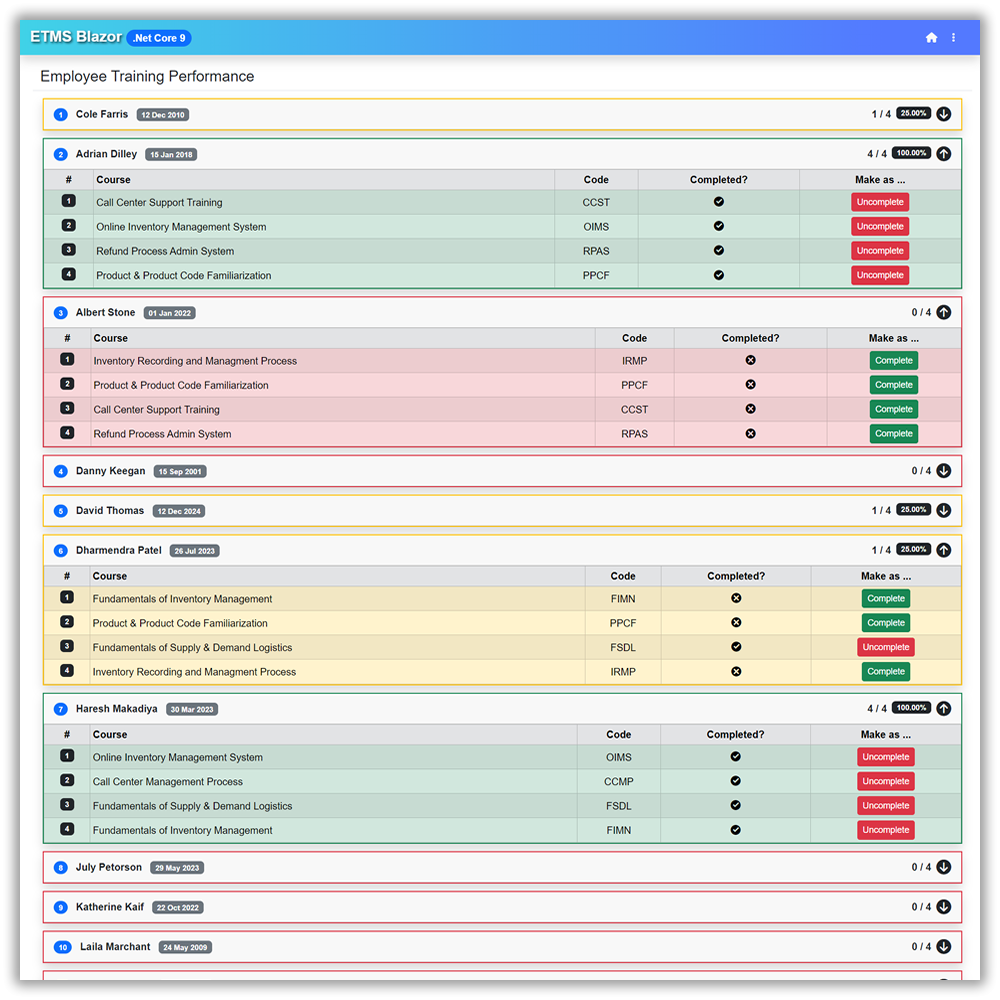 ETMS Blazor .Net Core 9
Employee Training Performance
1 Cole Farris 12 Dec 2010 1 / 4 25.00%
2 Adrian Dilley 15 Jan 2018 4 / 4 100.00%
# Course Code Completed? Make as ...
1 Call Center Support Training CCST Uncomplete
2 Online Inventory Management System OIMS Uncomplete
3 Refund Process Admin System RPAS Uncomplete
4 Product & Product Code Familiarization PPCF Uncomplete
3 Albert Stone 01 Jan 2022 0 / 4
# Course Code Completed? Make as ...
1 Inventory Recording and Managment Process IRMP Complete
2 Product & Product Code Familiarization PPCF Complete
3 Call Center Support Training CCST Complete
4 Refund Process Admin System RPAS Complete
4 Danny Keegan 15 Sep 2001 0 / 4
5 David Thomas 12 Dec 2024 1 / 4 25.00%
6 Dharmendra Patel 26 Jul 2023 1 / 4 25.00%
# Course Code Completed? Make as ...
1 Fundamentals of Inventory Management FIMN Complete
2 Product & Product Code Familiarization PPCF Complete
3 Fundamentals of Supply & Demand Logistics FSDL Uncomplete
4 Inventory Recording and Managment Process IRMP Complete
7 Haresh Makadiya 30 Mar 2023 4 / 4 100.00%
# Course Code Completed? Make as ...
1 Online Inventory Management System OIMS Uncomplete
2 Call Center Management Process CCMP Uncomplete
3 Fundamentals of Supply & Demand Logistics FSDL Uncomplete
4 Fundamentals of Inventory Management FIMN Uncomplete
8 July Petorson 29 May 2023 0 / 4
9 Katherine Kaif 22 Oct 2022 0 / 4
10 Laila Marchant 24 May 2009 0 / 4